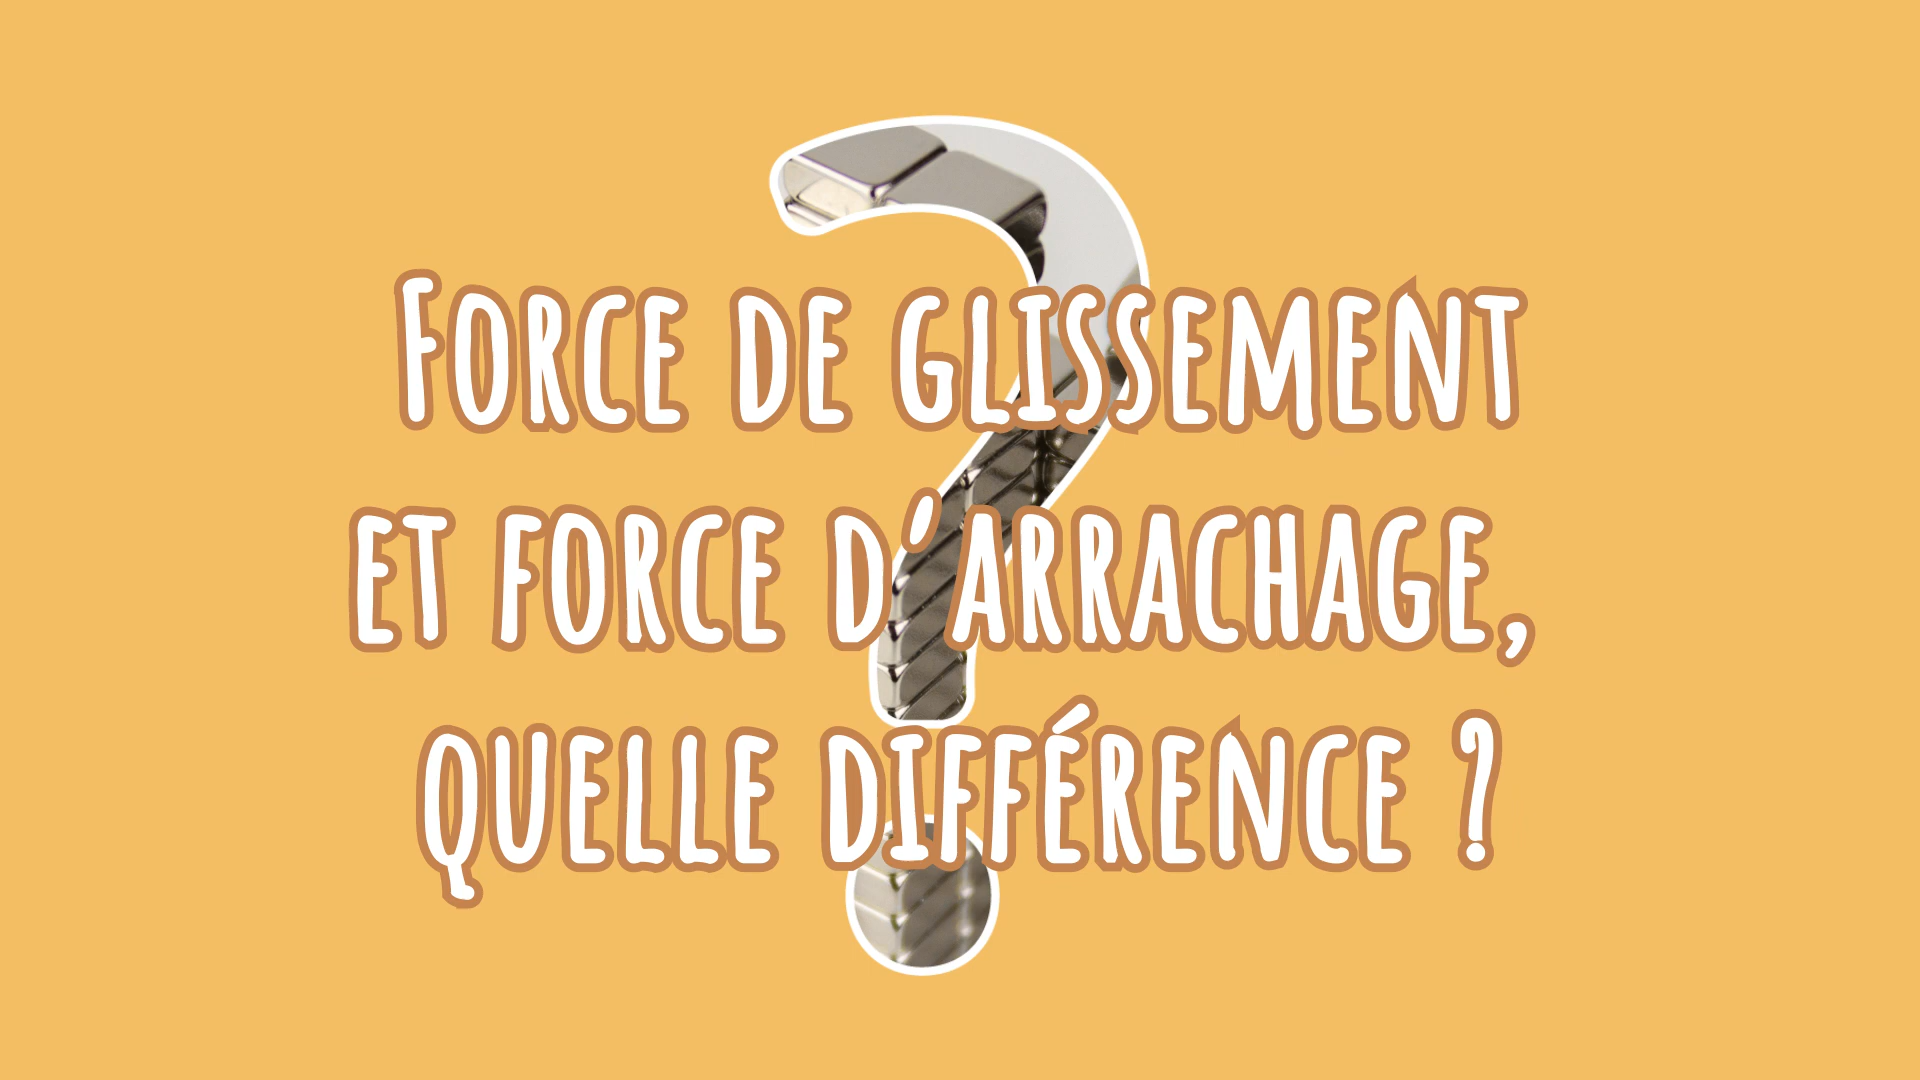 Force de glissement
et force d'arrachage,
quelle différence ?